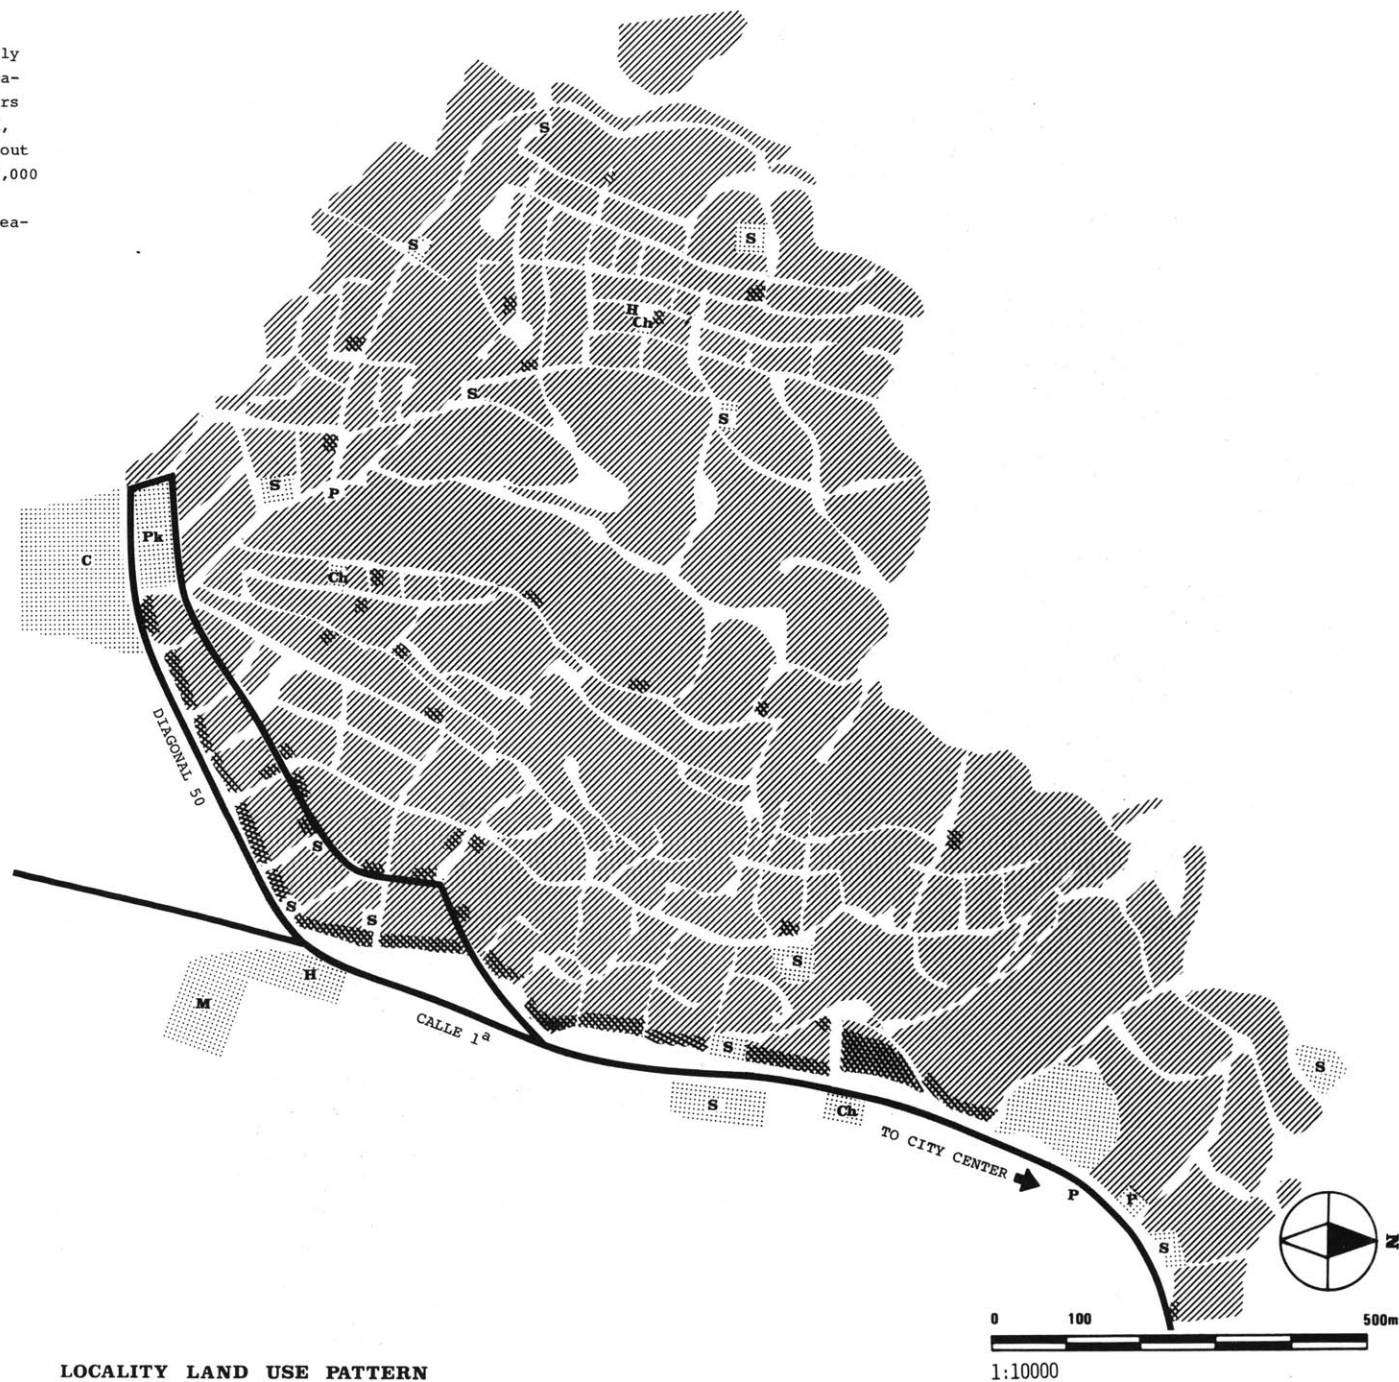 ly
a-
rs
,
out
,000
ea-
S
S
S
H
Ch
S
S
S
P
Pk
C
Ch
DIAGONAL 50
S
S
S
H
M
S
CALLE 1ª
S
S
S
Ch
TO CITY CENTER
P
P
S
N
0 100 500m
1:10000
LOCALITY LAND USE PATTERN